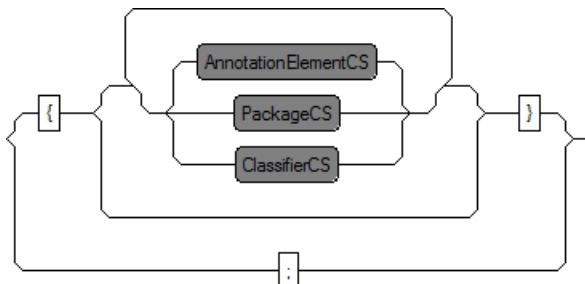 AnnotationElementCS
{ PackageCS }
ClassifierCS
;